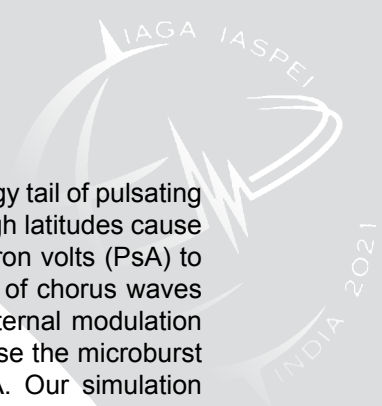 IAGA IASPEI
INDIA 2021
gy tail of pulsating
gh latitudes cause
ron volts (PsA) to
of chorus waves
ternal modulation
se the microburst
A. Our simulation